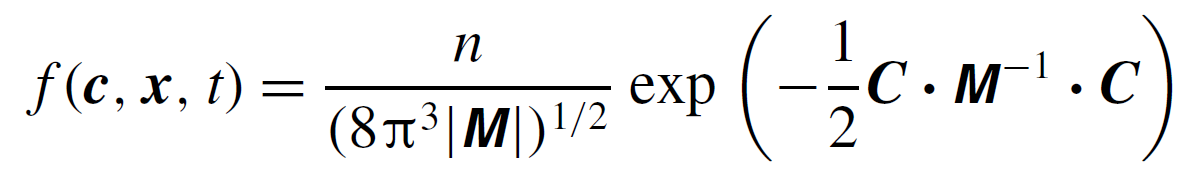 f(c, x, t) = n / (8π³|M|)^{1/2} exp (−1/2 C · M⁻¹ · C)